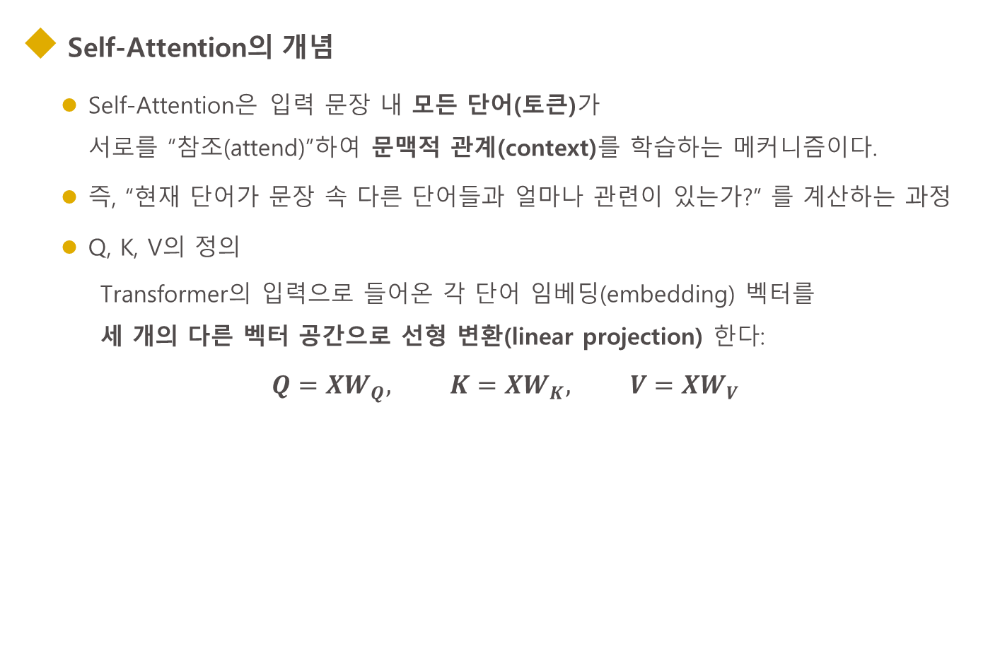 Self-Attention의 개념
Self-Attention은 입력 문장 내 모든 단어(토큰)가
서로를 “참조(attend)”하여 문맥적 관계(context)를 학습하는 메커니즘이다.
즉, “현재 단어가 문장 속 다른 단어들과 얼마나 관련이 있는가?” 를 계산하는 과정
Q, K, V의 정의
Transformer의 입력으로 들어온 각 단어 임베딩(embedding) 벡터를
세 개의 다른 벡터 공간으로 선형 변환(linear projection) 한다:
Q = XW_Q, K = XW_K, V = XW_V